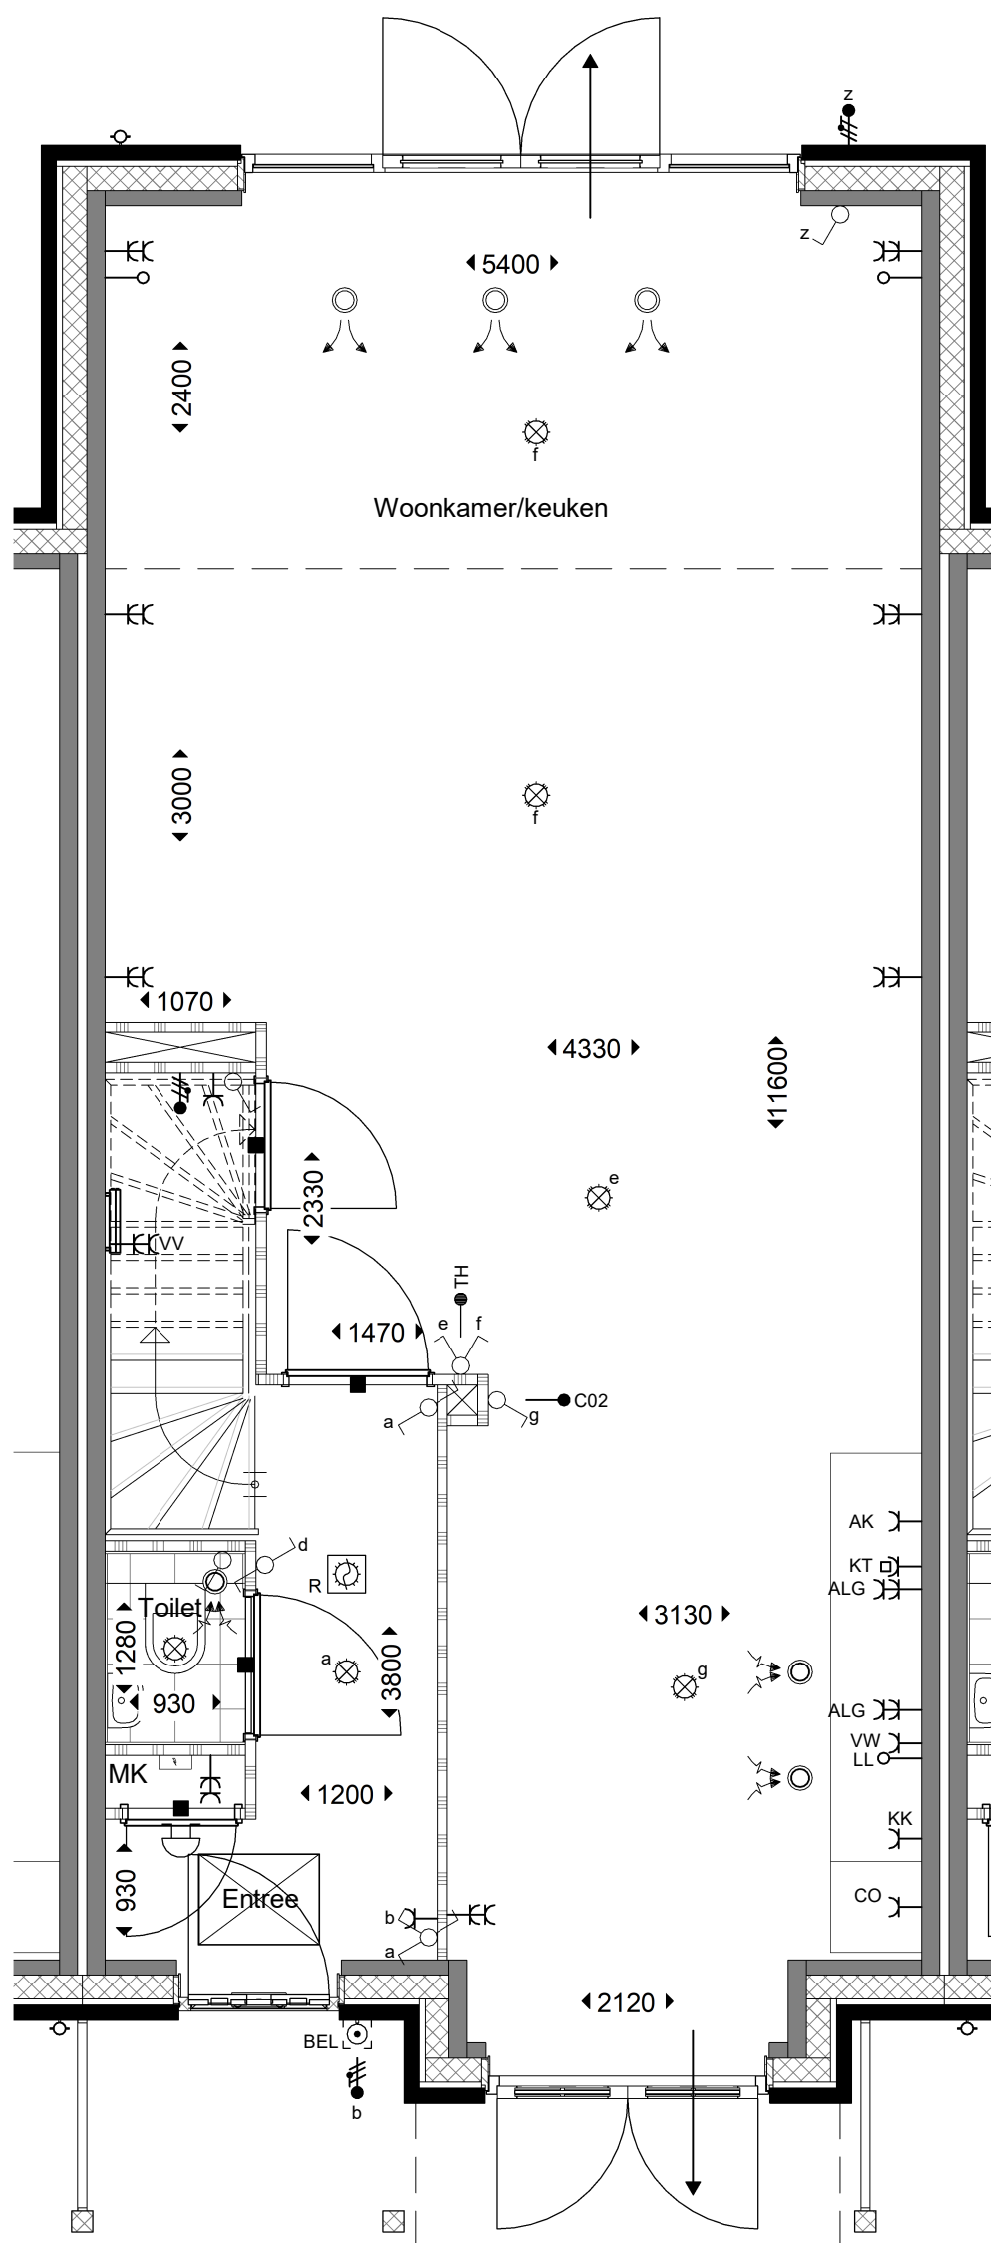 z
z
5400
2400
f
Woonkamer/keuken
3000
f
1070
4330
11600
e
2330
VV
TH
e f
1470
a
g
C02
d
R
AK
KT
ALG
Toilet
1280
930
a
3800
3130
g
ALG
VW
LL
MK
1200
KK
930
Entree
CO
b
a
2120
BEL
b